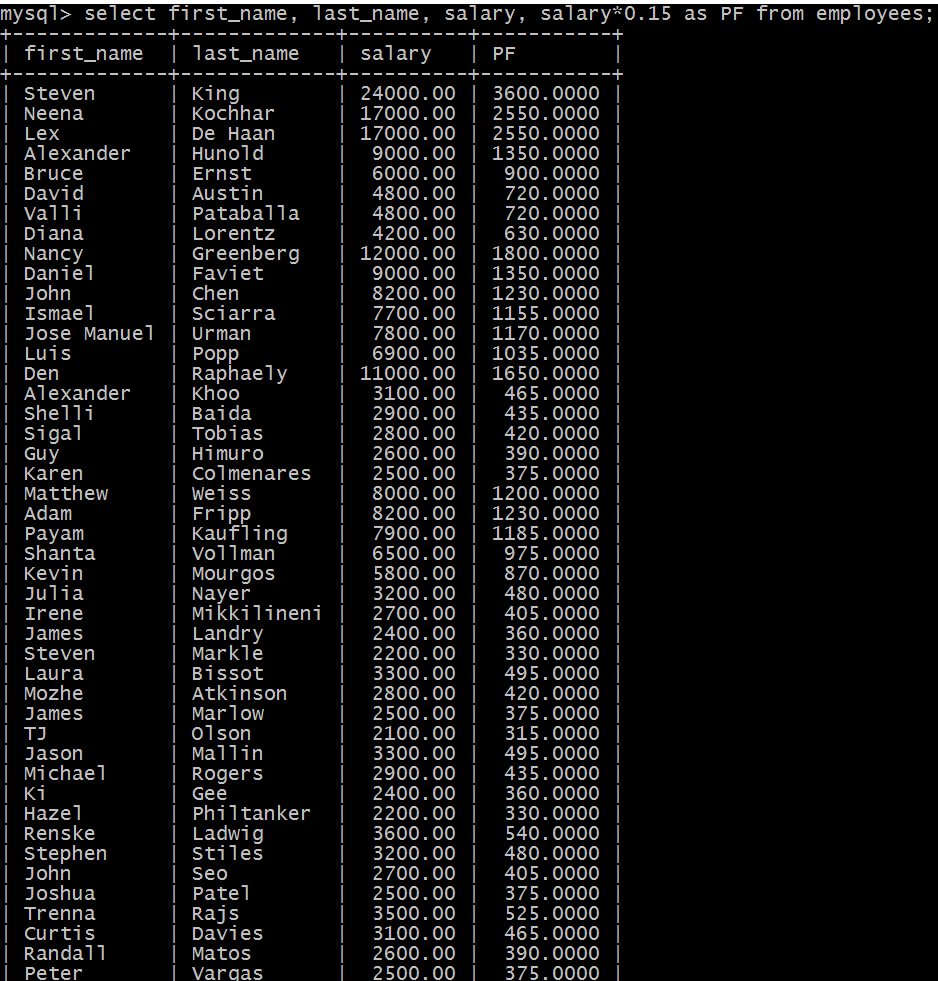 mysql> select first_name, last_name, salary, salary*0.15 as PF from employees;
+-------------+-------------+----------+-----------+
| first_name  | last_name   | salary   | PF        |
+-------------+-------------+----------+-----------+
| Steven      | King        | 24000.00 | 3600.0000 |
| Neena       | Kochhar     | 17000.00 | 2550.0000 |
| Lex         | De Haan     | 17000.00 | 2550.0000 |
| Alexander   | Hunold      |  9000.00 | 1350.0000 |
| Bruce       | Ernst       |  6000.00 |  900.0000 |
| David       | Austin      |  4800.00 |  720.0000 |
| Valli       | Pataballa   |  4800.00 |  720.0000 |
| Diana       | Lorentz     |  4200.00 |  630.0000 |
| Nancy       | Greenberg   | 12000.00 | 1800.0000 |
| Daniel      | Faviet      |  9000.00 | 1350.0000 |
| John        | Chen        |  8200.00 | 1230.0000 |
| Ismael      | Sciarra     |  7700.00 | 1155.0000 |
| Jose Manuel | Urman       |  7800.00 | 1170.0000 |
| Luis        | Popp        |  6900.00 | 1035.0000 |
| Den         | Raphaely    | 11000.00 | 1650.0000 |
| Alexander   | Khoo        |  3100.00 |  465.0000 |
| Shelli      | Baida       |  2900.00 |  435.0000 |
| Sigal       | Tobias      |  2800.00 |  420.0000 |
| Guy         | Himuro      |  2600.00 |  390.0000 |
| Karen       | Colmenares  |  2500.00 |  375.0000 |
| Matthew     | Weiss       |  8000.00 | 1200.0000 |
| Adam        | Fripp       |  8200.00 | 1230.0000 |
| Payam       | Kaufling    |  7900.00 | 1185.0000 |
| Shanta      | Vollman     |  6500.00 |  975.0000 |
| Kevin       | Mourgos     |  5800.00 |  870.0000 |
| Julia       | Nayer       |  3200.00 |  480.0000 |
| Irene       | Mikkilineni |  2700.00 |  405.0000 |
| James       | Landry      |  2400.00 |  360.0000 |
| Steven      | Markle      |  2200.00 |  330.0000 |
| Laura       | Bissot      |  3300.00 |  495.0000 |
| Mozhe       | Atkinson    |  2800.00 |  420.0000 |
| James       | Marlow      |  2500.00 |  375.0000 |
| TJ          | Olson       |  2100.00 |  315.0000 |
| Jason       | Mallin      |  3300.00 |  495.0000 |
| Michael     | Rogers      |  2900.00 |  435.0000 |
| Ki          | Gee         |  2400.00 |  360.0000 |
| Hazel       | Philtanker  |  2200.00 |  330.0000 |
| Renske      | Ladwig      |  3600.00 |  540.0000 |
| Stephen     | Stiles      |  3200.00 |  480.0000 |
| John        | Seo         |  2700.00 |  405.0000 |
| Joshua      | Patel       |  2500.00 |  375.0000 |
| Trenna      | Rajs        |  3500.00 |  525.0000 |
| Curtis      | Davies      |  3100.00 |  465.0000 |
| Randall     | Matos       |  2600.00 |  390.0000 |
| Peter       | Vargas      |  2500.00 |  375.0000 |